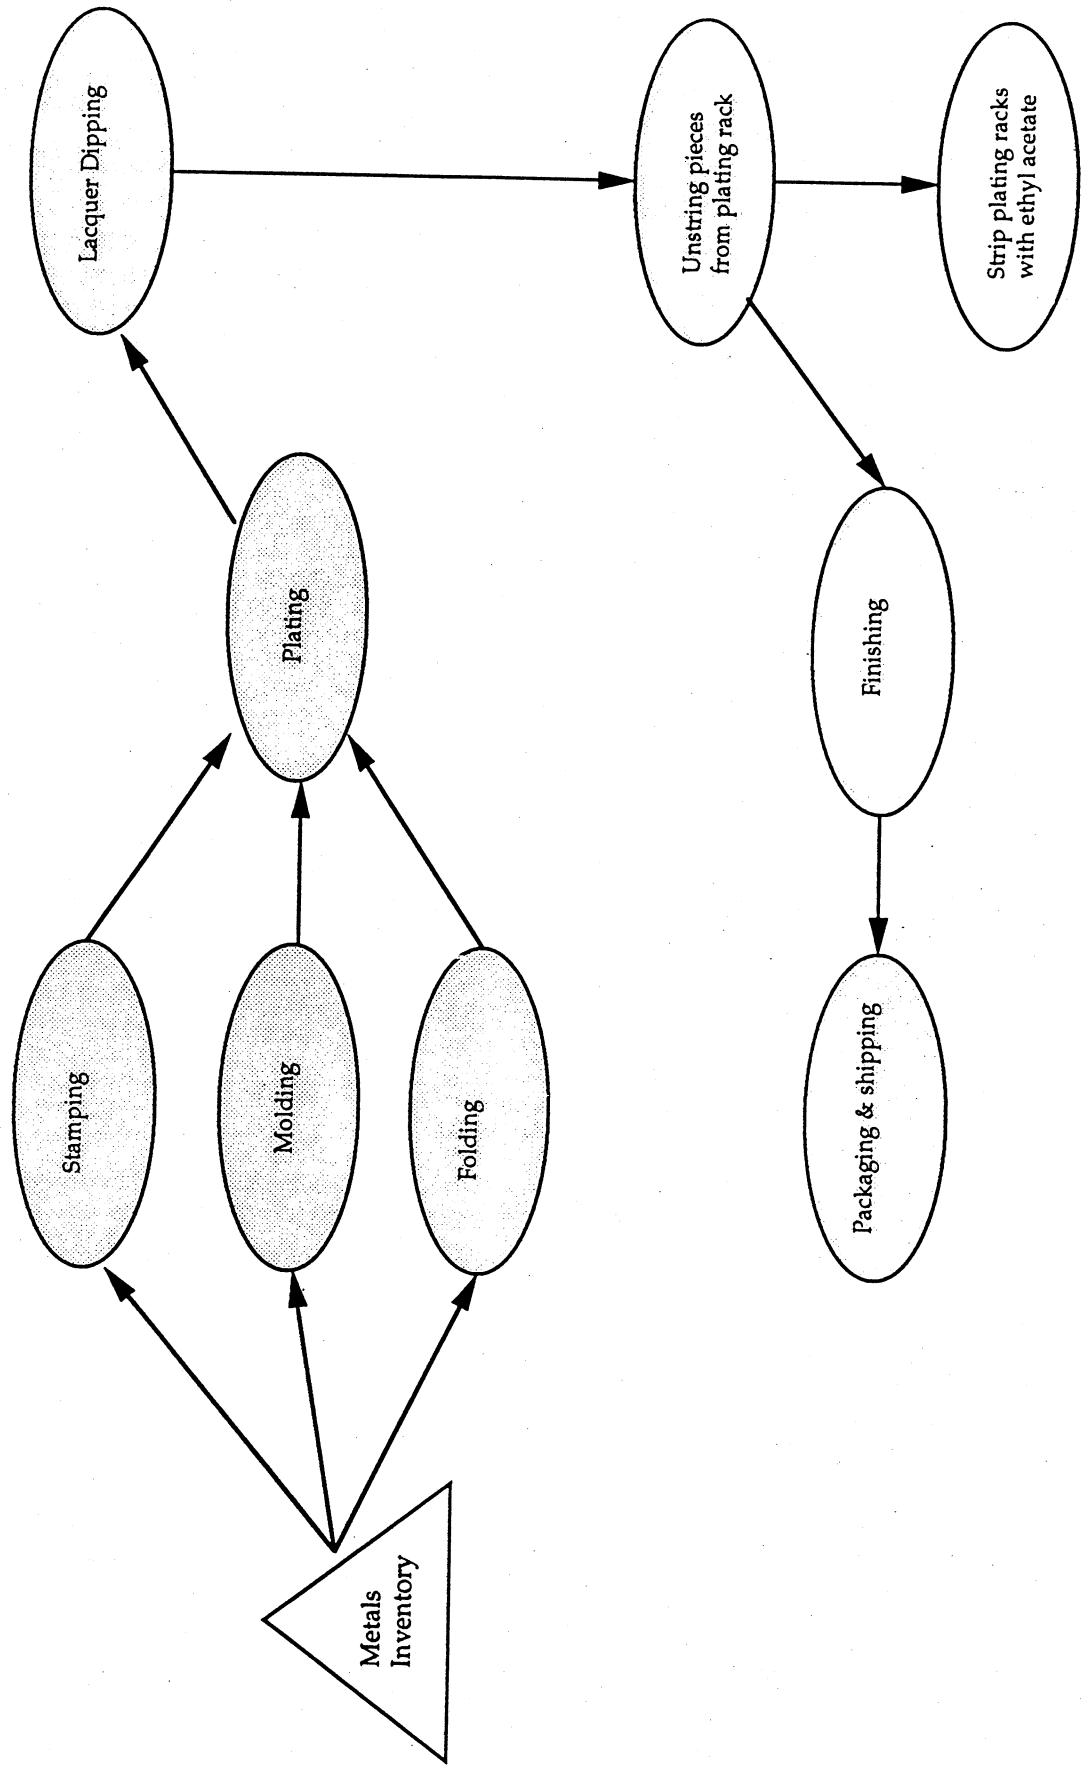 Metals
Inventory
Stamping
Molding
Folding
Plating
Lacquer Dipping
Unstring pieces
from plating rack
Strip plating racks
with ethyl acetate
Finishing
Packaging & shipping